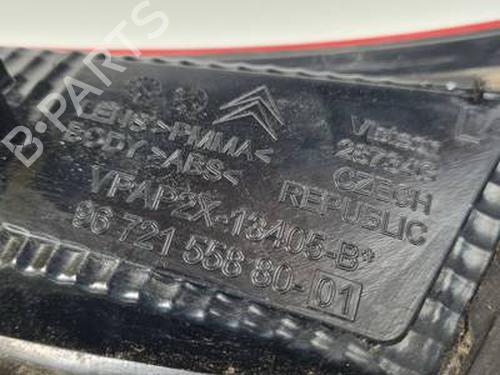 B-Parts
LENS >PMMA<
BODY >ABS<
VPAP2X-13405-B*
96 721 558 80-01
CZECH
REPUBLIC